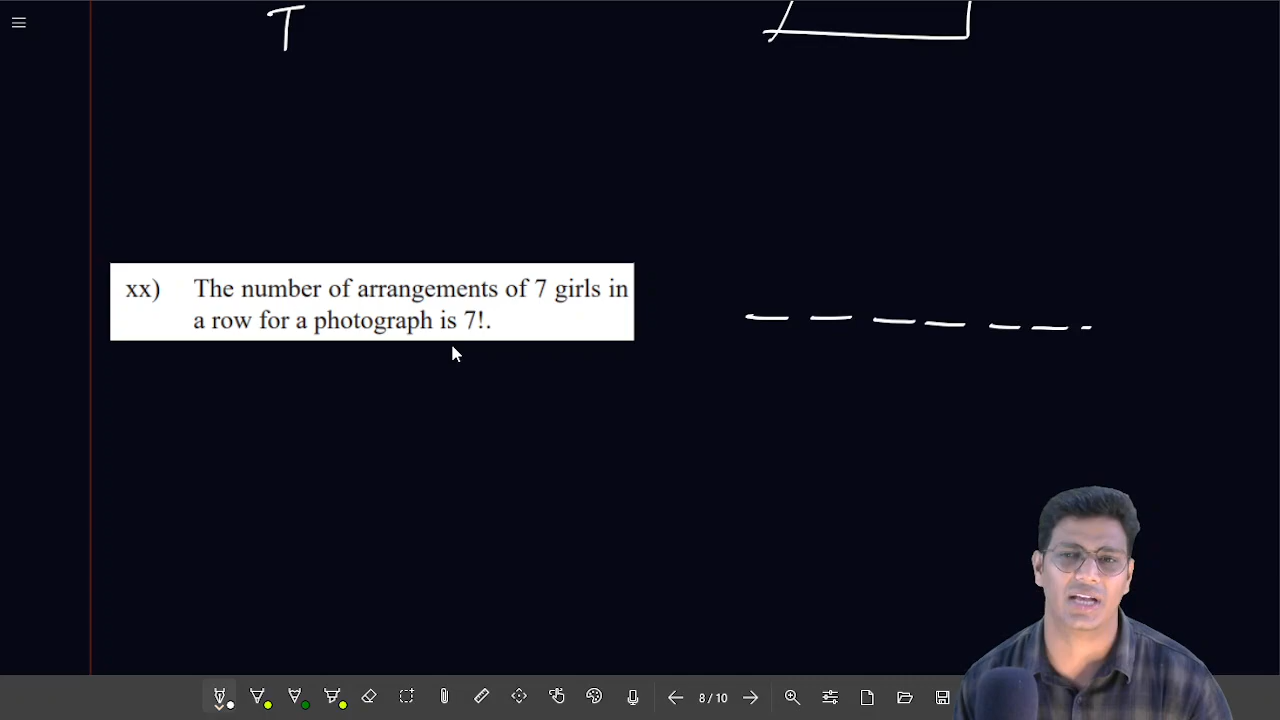 T
xx) The number of arrangements of 7 girls in
a row for a photograph is 7!.
8/10